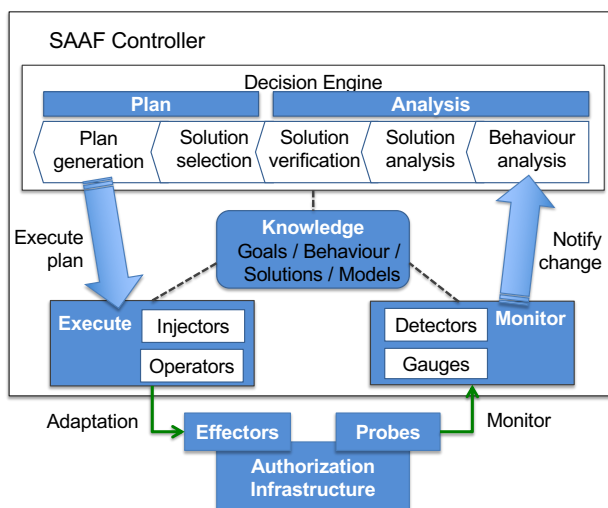 SAAF Controller
Decision Engine
Plan
Analysis
Plan
generation
Solution
selection
Solution
verification
Solution
analysis
Behaviour
analysis
Execute
plan
Knowledge
Goals / Behaviour /
Solutions / Models
Notify
change
Execute
Injectors
Operators
Detectors
Gauges
Monitor
Adaptation
Effectors
Probes
Monitor
Authorization
Infrastructure